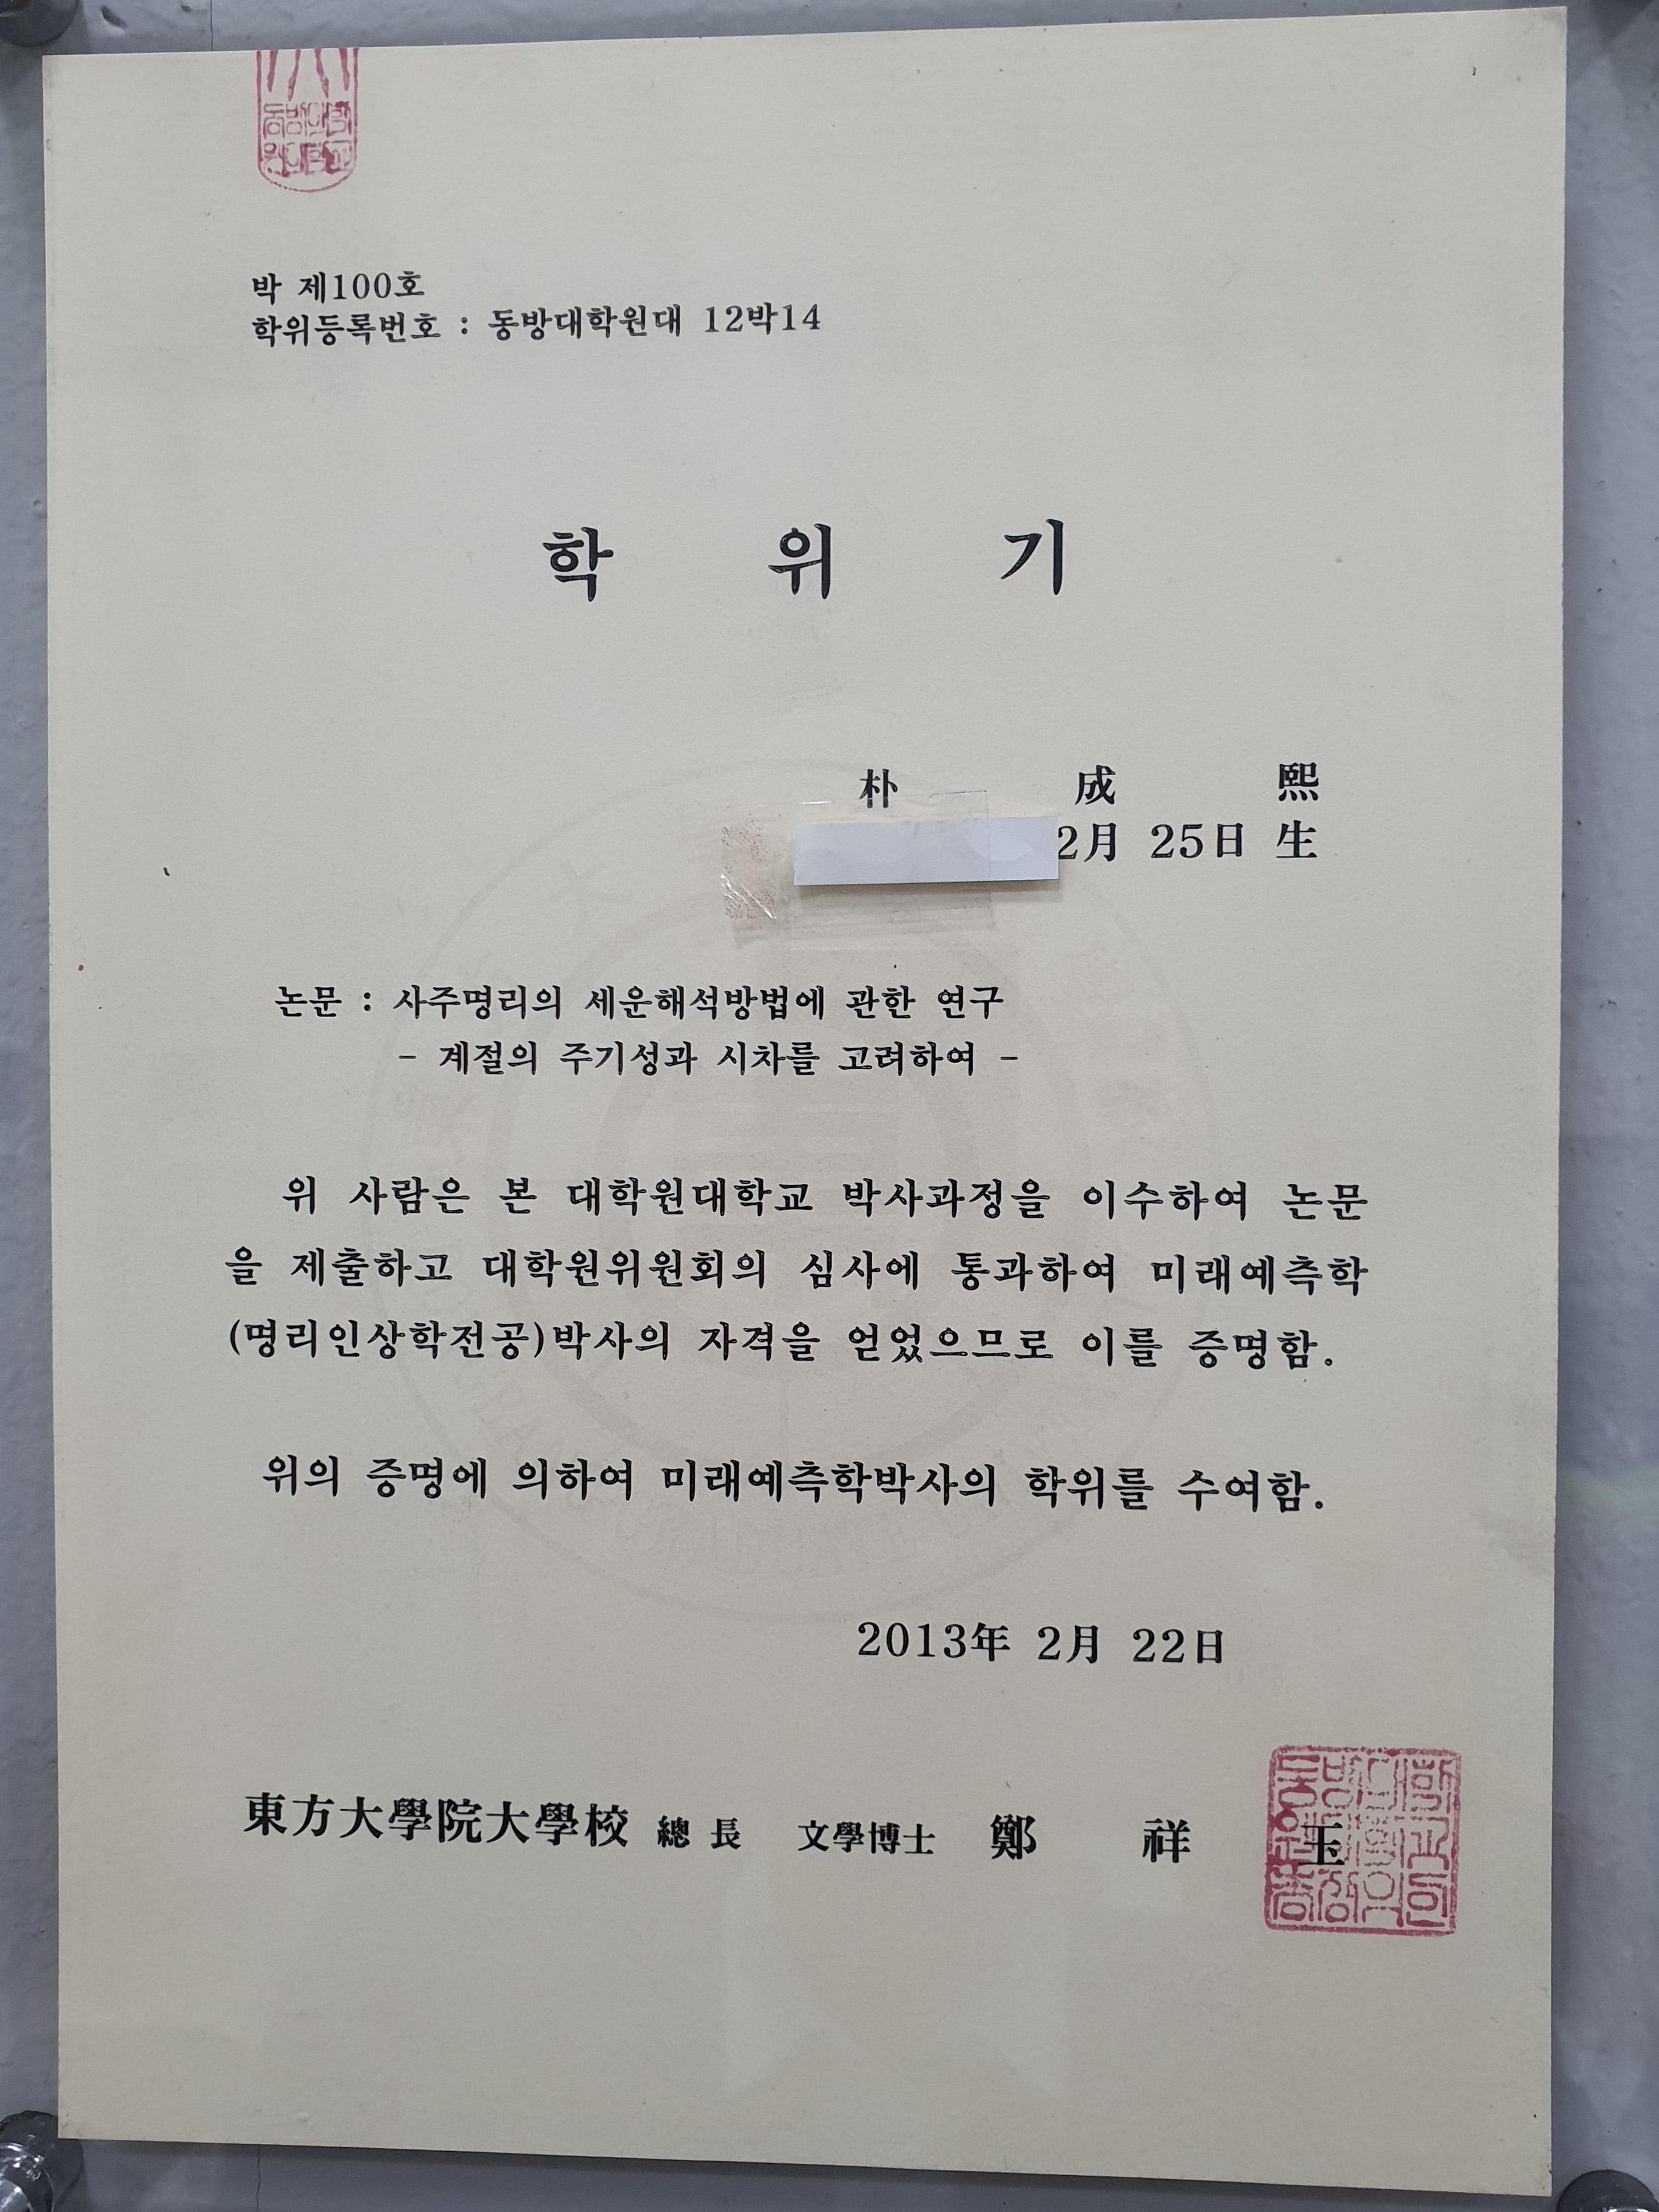 동방대학
원대학교
박 제100호
학위등록번호 : 동방대학원대 12박14
학 위 기
朴 成 熙
2月 25日 生
논문 : 사주명리의 세운해석방법에 관한 연구
- 계절의 주기성과 시차를 고려하여 -
위 사람은 본 대학원대학교 박사과정을 이수하여 논문
을 제출하고 대학원위원회의 심사에 통과하여 미래예측학
(명리인상학전공)박사의 자격을 얻었으므로 이를 증명함.
위의 증명에 의하여 미래예측학박사의 학위를 수여함.
2013年 2月 22日
東方大學院大學校 總 長 文學博士 鄭 祥 玉